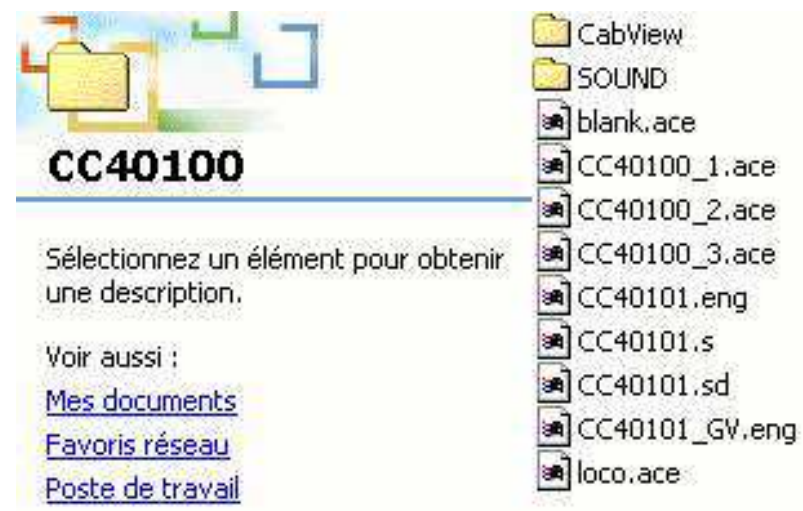 CC40100
Sélectionnez un élément pour obtenir
une description.
Voir aussi :
Mes documents
Favoris réseau
Poste de travail
CabView
SOUND
blank.ace
CC40100_1.ace
CC40100_2.ace
CC40100_3.ace
CC40101.eng
CC40101.s
CC40101.sd
CC40101_GV.eng
loco.ace